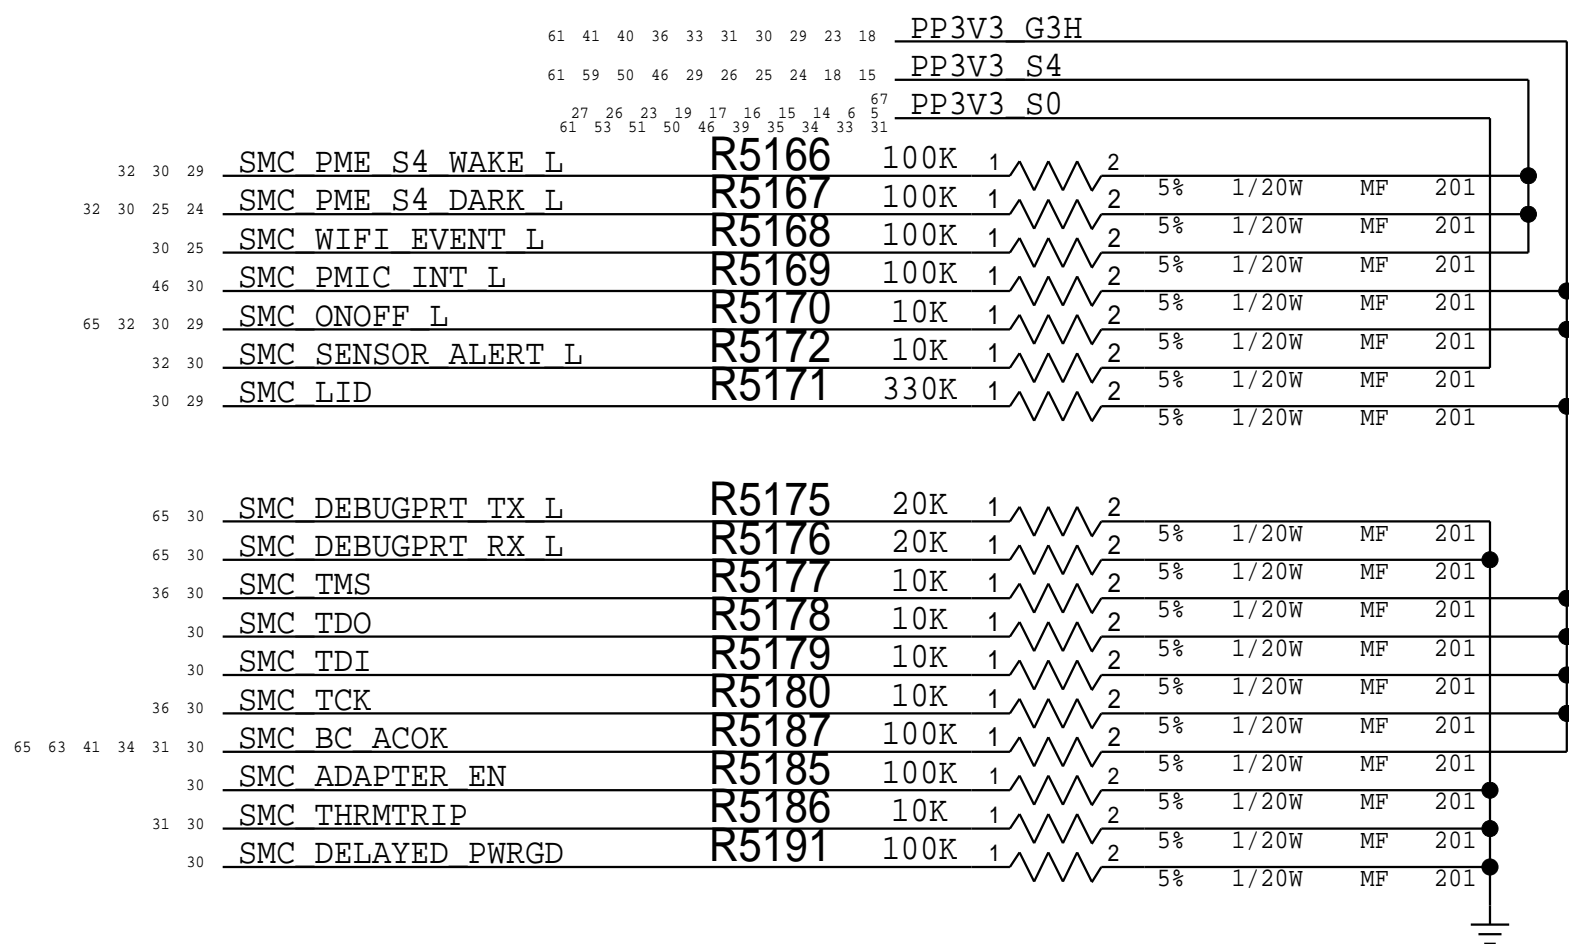 61 41 40 36 33 31 30 29 23 18 PP3V3_G3H
61 59 50 46 29 26 25 24 18 15 PP3V3_S4
67
27 26 23 19 17 16 15 14 6 5 PP3V3_S0
61 53 51 50 46 39 35 34 33 31
32 30 29 SMC_PME_S4_WAKE_L R5166 100K 1 2
5% 1/20W MF 201
32 30 25 24 SMC_PME_S4_DARK_L R5167 100K 1 2
5% 1/20W MF 201
30 25 SMC_WIFI_EVENT_L R5168 100K 1 2
5% 1/20W MF 201
46 30 SMC_PMIC_INT_L R5169 100K 1 2
5% 1/20W MF 201
65 32 30 29 SMC_ONOFF_L R5170 10K 1 2
5% 1/20W MF 201
32 30 SMC_SENSOR_ALERT_L R5172 10K 1 2
5% 1/20W MF 201
30 29 SMC_LID R5171 330K 1 2
5% 1/20W MF 201
65 30 SMC_DEBUGPRT_TX_L R5175 20K 1 2
5% 1/20W MF 201
65 30 SMC_DEBUGPRT_RX_L R5176 20K 1 2
5% 1/20W MF 201
36 30 SMC_TMS R5177 10K 1 2
5% 1/20W MF 201
30 SMC_TDO R5178 10K 1 2
5% 1/20W MF 201
30 SMC_TDI R5179 10K 1 2
5% 1/20W MF 201
36 30 SMC_TCK R5180 10K 1 2
5% 1/20W MF 201
65 63 41 34 31 30 SMC_BC_ACOK R5187 100K 1 2
5% 1/20W MF 201
30 SMC_ADAPTER_EN R5185 100K 1 2
5% 1/20W MF 201
31 30 SMC_THRMTRIP R5186 10K 1 2
5% 1/20W MF 201
30 SMC_DELAYED_PWRGD R5191 100K 1 2
5% 1/20W MF 201